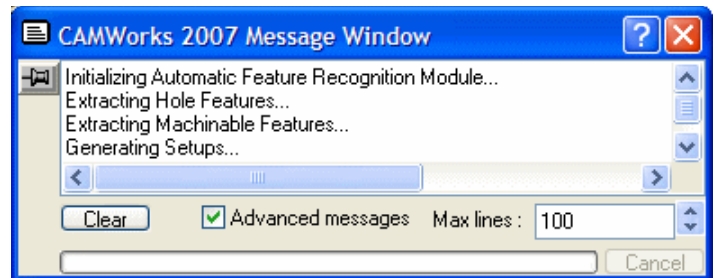 CAMWorks 2007 Message Window
Initializing Automatic Feature Recognition Module...
Extracting Hole Features...
Extracting Machinable Features...
Generating Setups...
Clear Advanced messages Max lines : 100
Cancel